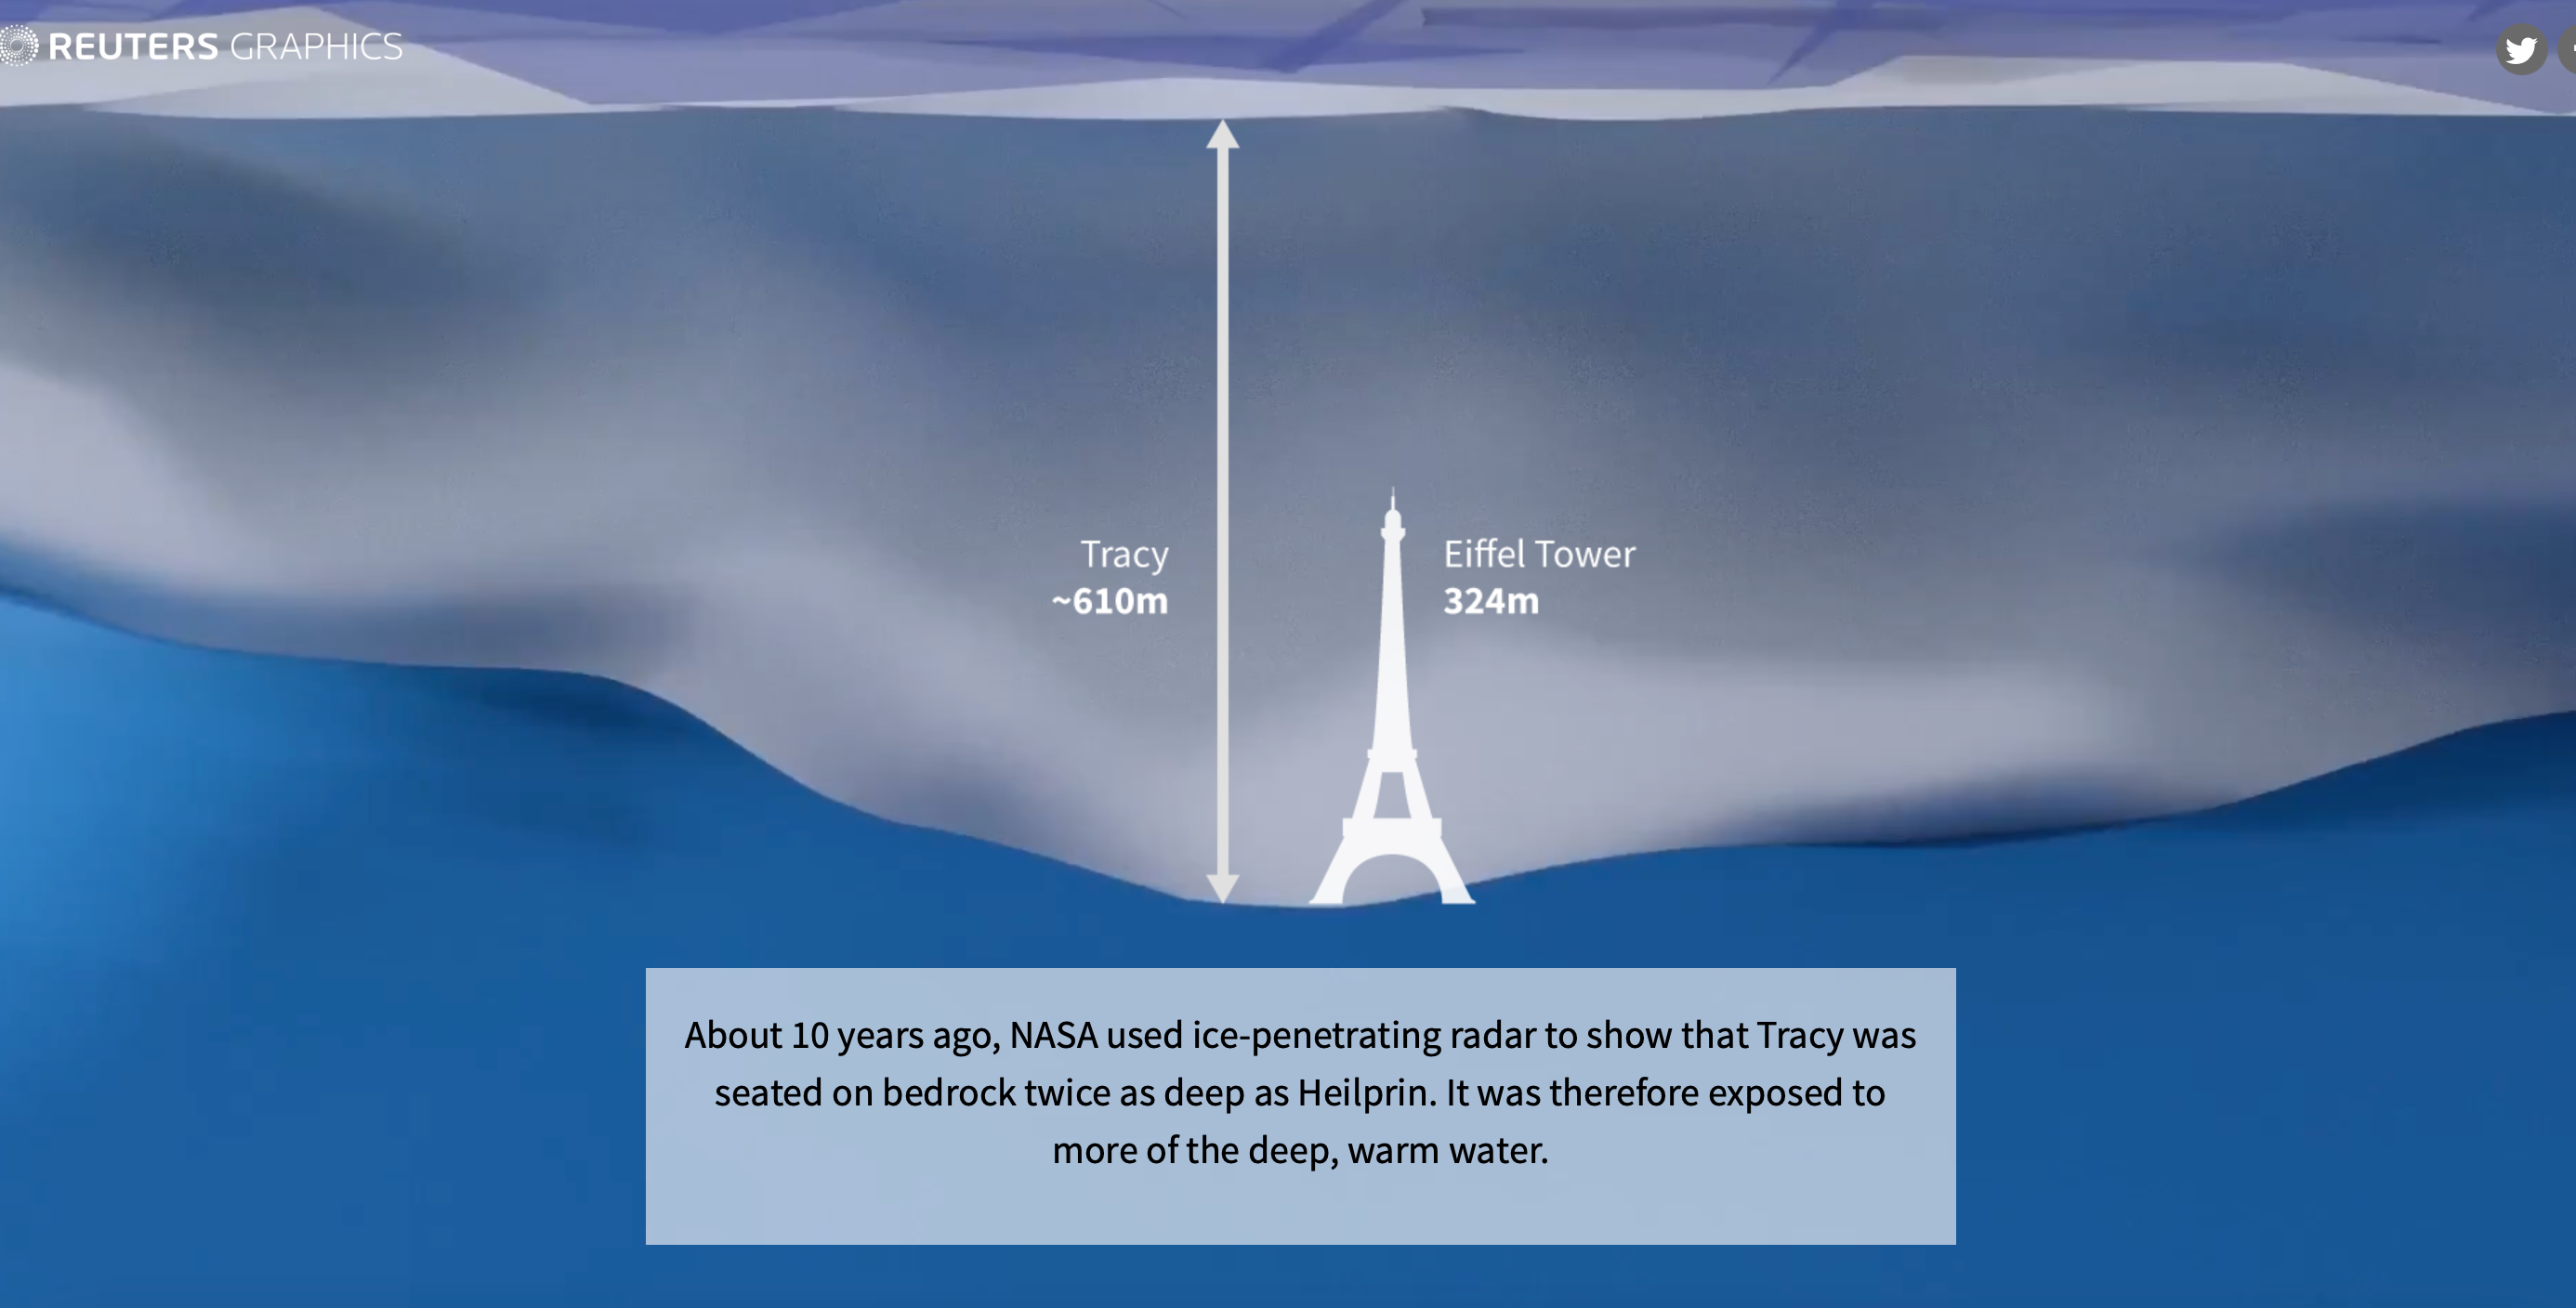 REUTERS GRAPHICS
Tracy
~610m
Eiffel Tower
324m
About 10 years ago, NASA used ice-penetrating radar to show that Tracy was
seated on bedrock twice as deep as Heilprin. It was therefore exposed to
more of the deep, warm water.